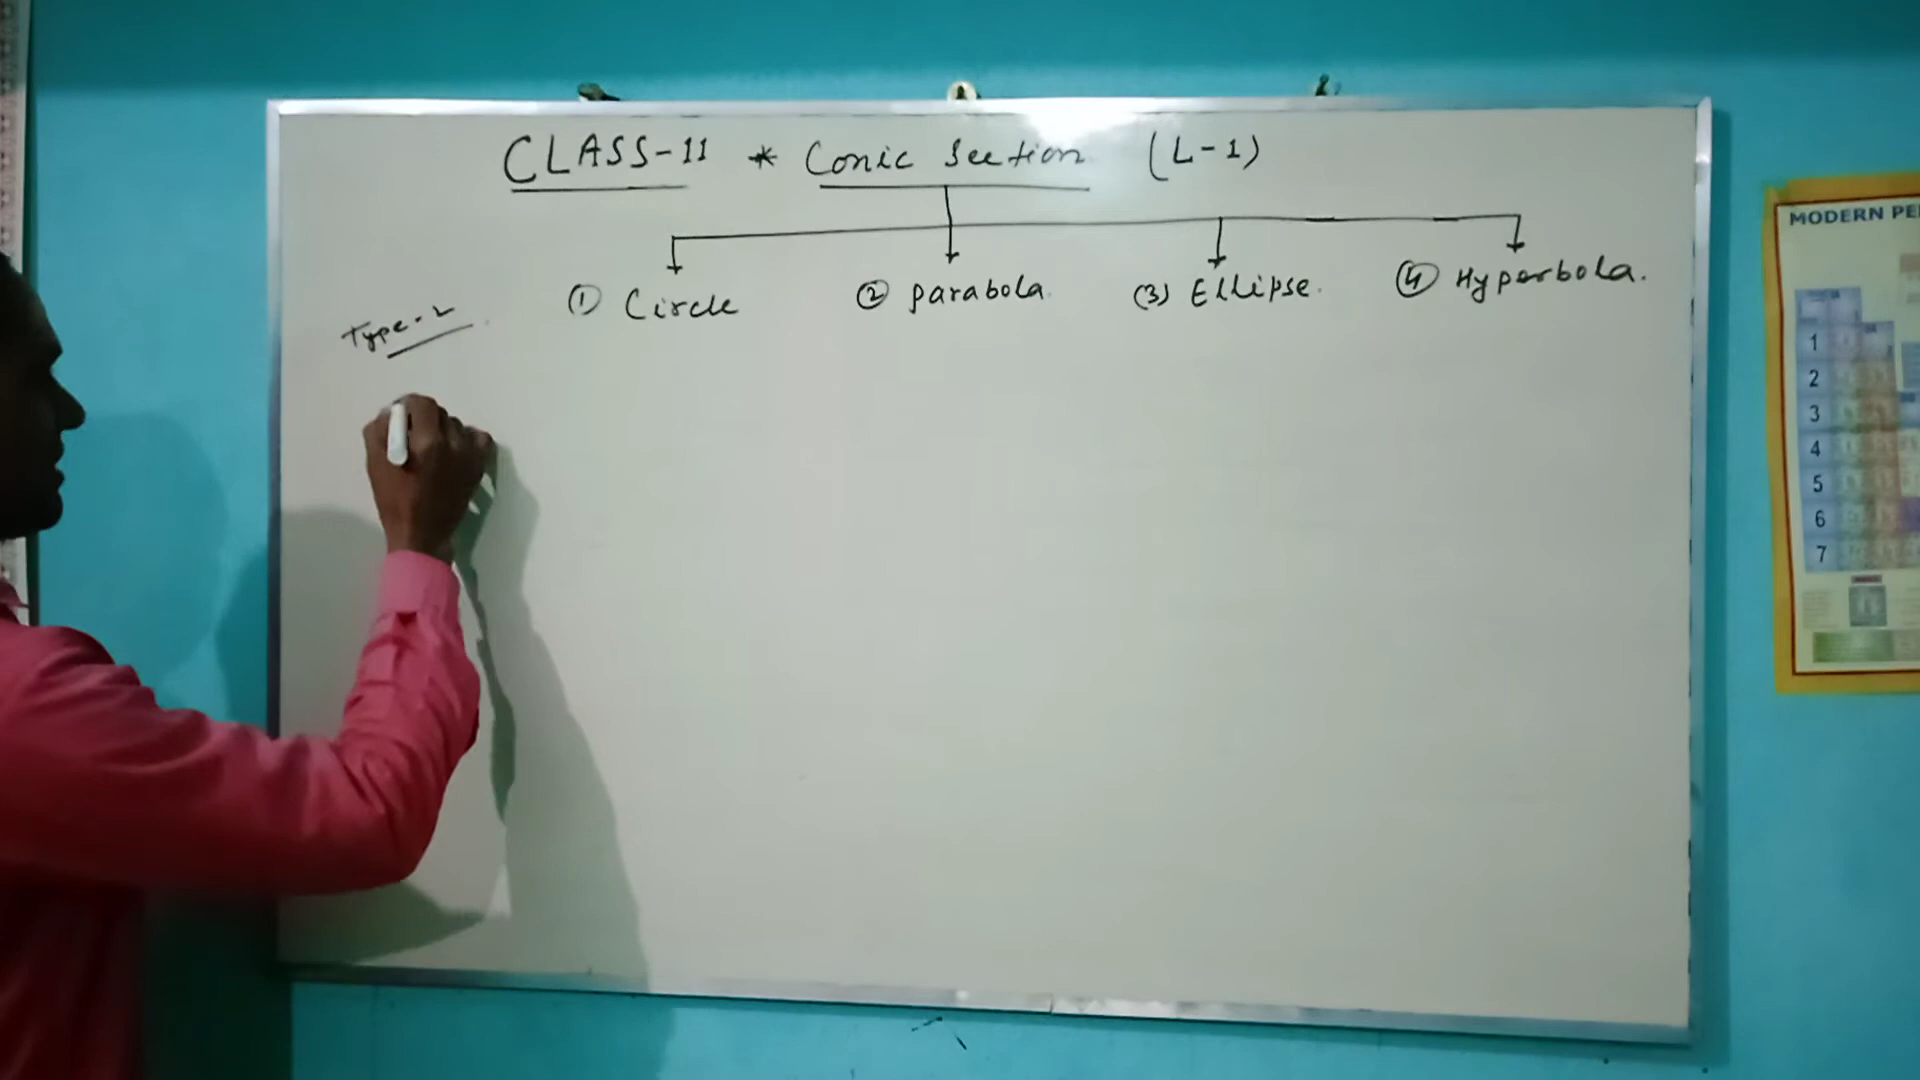 CLASS-11 * Conic Section (L-1)
① Circle ② parabola. (3) Ellipse. ④ Hyperbola.
Type-2
MODERN PE
1
2
3
4
5
6
7